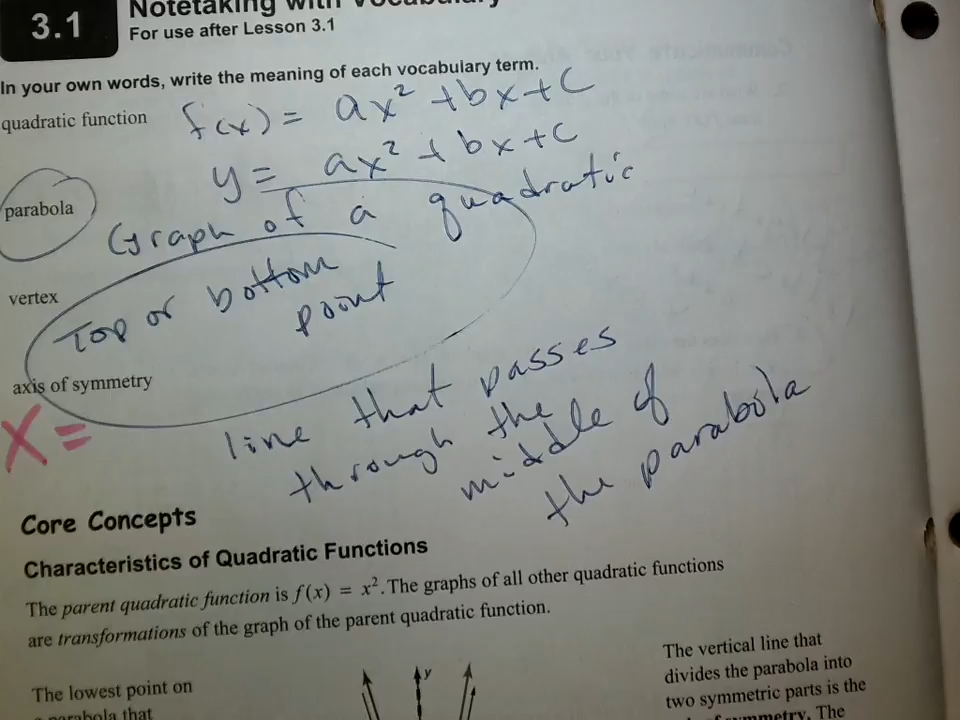 3.1
Notetaking with Vocabulary
For use after Lesson 3.1
In your own words, write the meaning of each vocabulary term.
quadratic function f(x) = ax² + bx + c
y = ax² + bx + c
parabola
Graph of a quadratic
vertex
Top or bottom
point
axis of symmetry
X =
line that passes
through the
middle of
the parabola
Core Concepts
Characteristics of Quadratic Functions
The parent quadratic function is f(x) = x². The graphs of all other quadratic functions
are transformations of the graph of the parent quadratic function.
The lowest point on
parabola that
y
The vertical line that
divides the parabola into
two symmetric parts is the
of symmetry. The